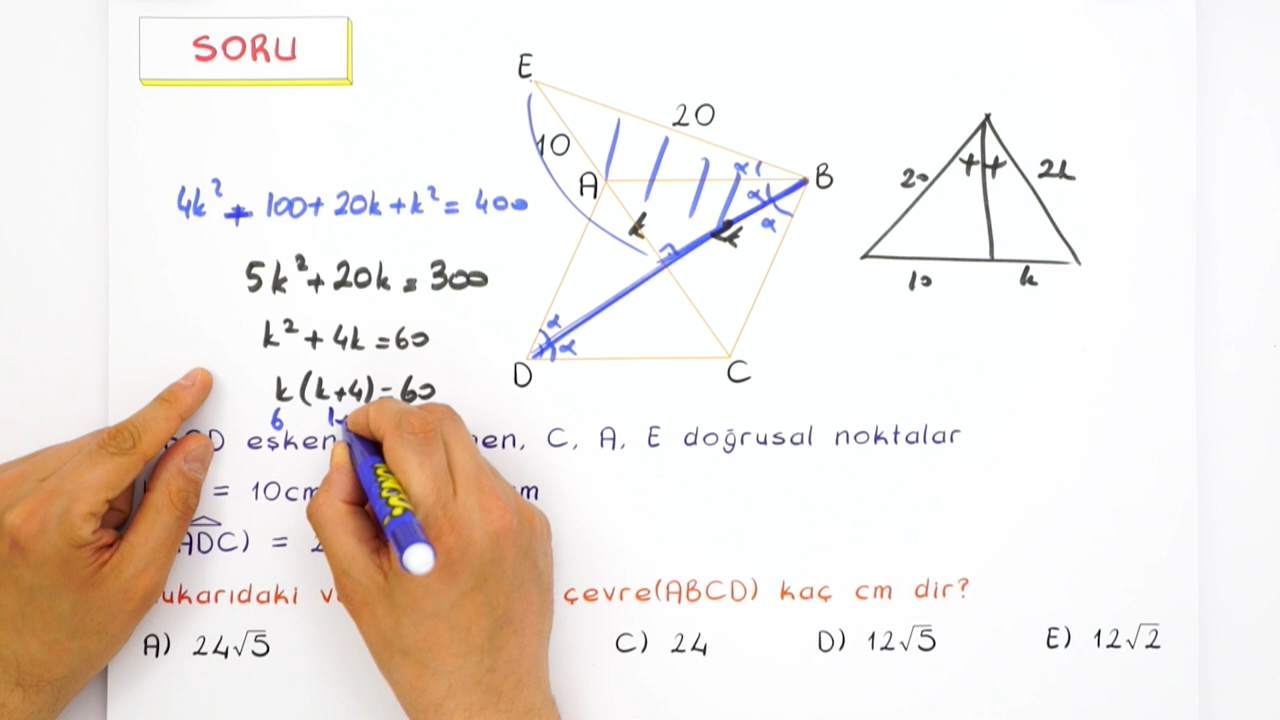 SORU
E
20
10
A
B
α
α
α
k
2k
α
α
D
C
20
2k
10
k
4k² + 100 + 20k + k² = 400
5k² + 20k = 300
k² + 4k = 60
k(k+4) = 60
6
D eşken en, C, A, E doğrusal noktalar
= 10cm m
ADC) =
çevre(ABCD) kaç cm dir?
A) 24√5
C) 24
D) 12√5
E) 12√2